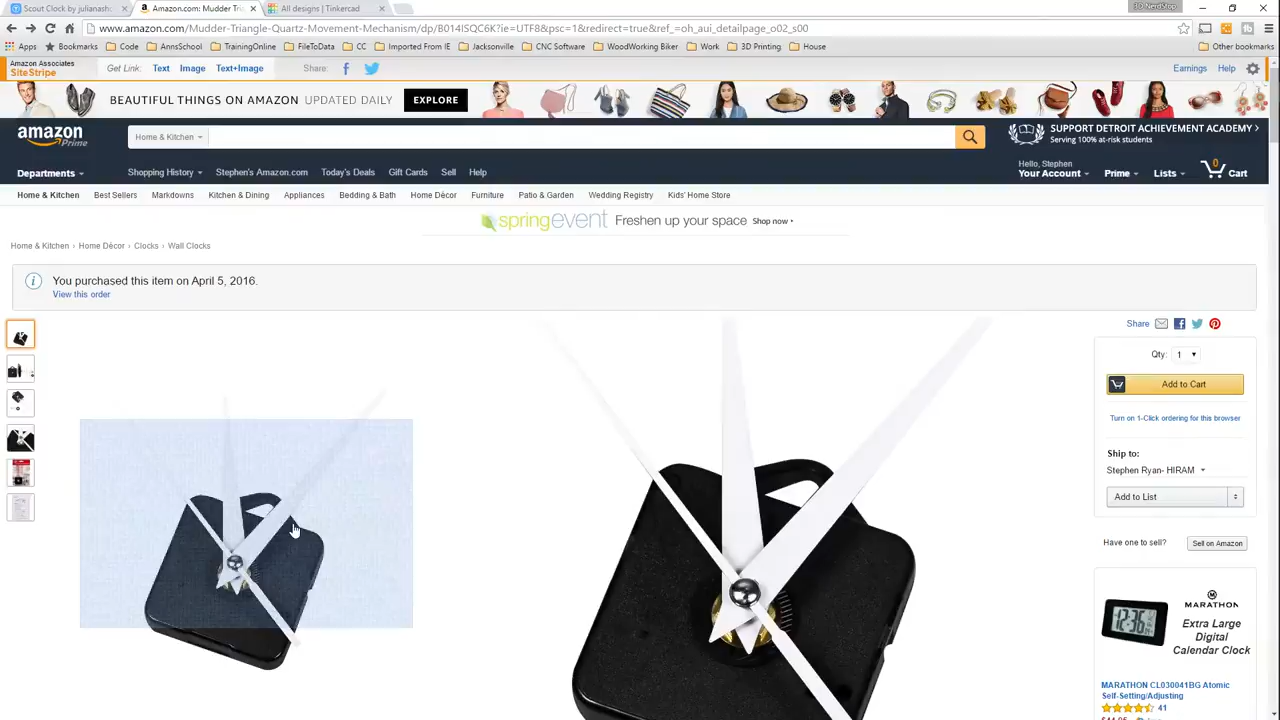 Scout Clock by julianasho
Amazon.com: Mudder Tria
All designs | Tinkercad
3D NerdStop
www.amazon.com/Mudder-Triangle-Quartz-Movement-Mechanism/dp/B014ISQC6K?ie=UTF8&psc=1&redirect=true&ref_=oh_aui_detailpage_o02_s00
Apps Bookmarks Code AnnsSchool TrainingOnline FileToData CC Imported From IE Jacksonville CNC Software WoodWorking Biker Work 3D Printing House Other bookmarks
Amazon Associates
SiteStripe
Get Link: Text Image Text+Image Share: Earnings Help
BEAUTIFUL THINGS ON AMAZON UPDATED DAILY EXPLORE
amazon
Prime
Home & Kitchen
SUPPORT DETROIT ACHIEVEMENT ACADEMY
Serving 100% at-risk students
Departments Shopping History Stephen's Amazon.com Today's Deals Gift Cards Sell Help
Hello, Stephen
Your Account Prime Lists 0 Cart
Home & Kitchen Best Sellers Markdowns Kitchen & Dining Appliances Bedding & Bath Home Décor Furniture Patio & Garden Wedding Registry Kids' Home Store
springevent Freshen up your space Shop now
Home & Kitchen › Home Décor › Clocks › Wall Clocks
You purchased this item on April 5, 2016.
View this order
Share
Qty: 1
Add to Cart
Turn on 1-Click ordering for this browser
Ship to:
Stephen Ryan- HIRAM
Add to List
Have one to sell? Sell on Amazon
MARATHON
Extra Large
Digital
Calendar Clock
MARATHON CL030041BG Atomic
Self-Setting/Adjusting
41